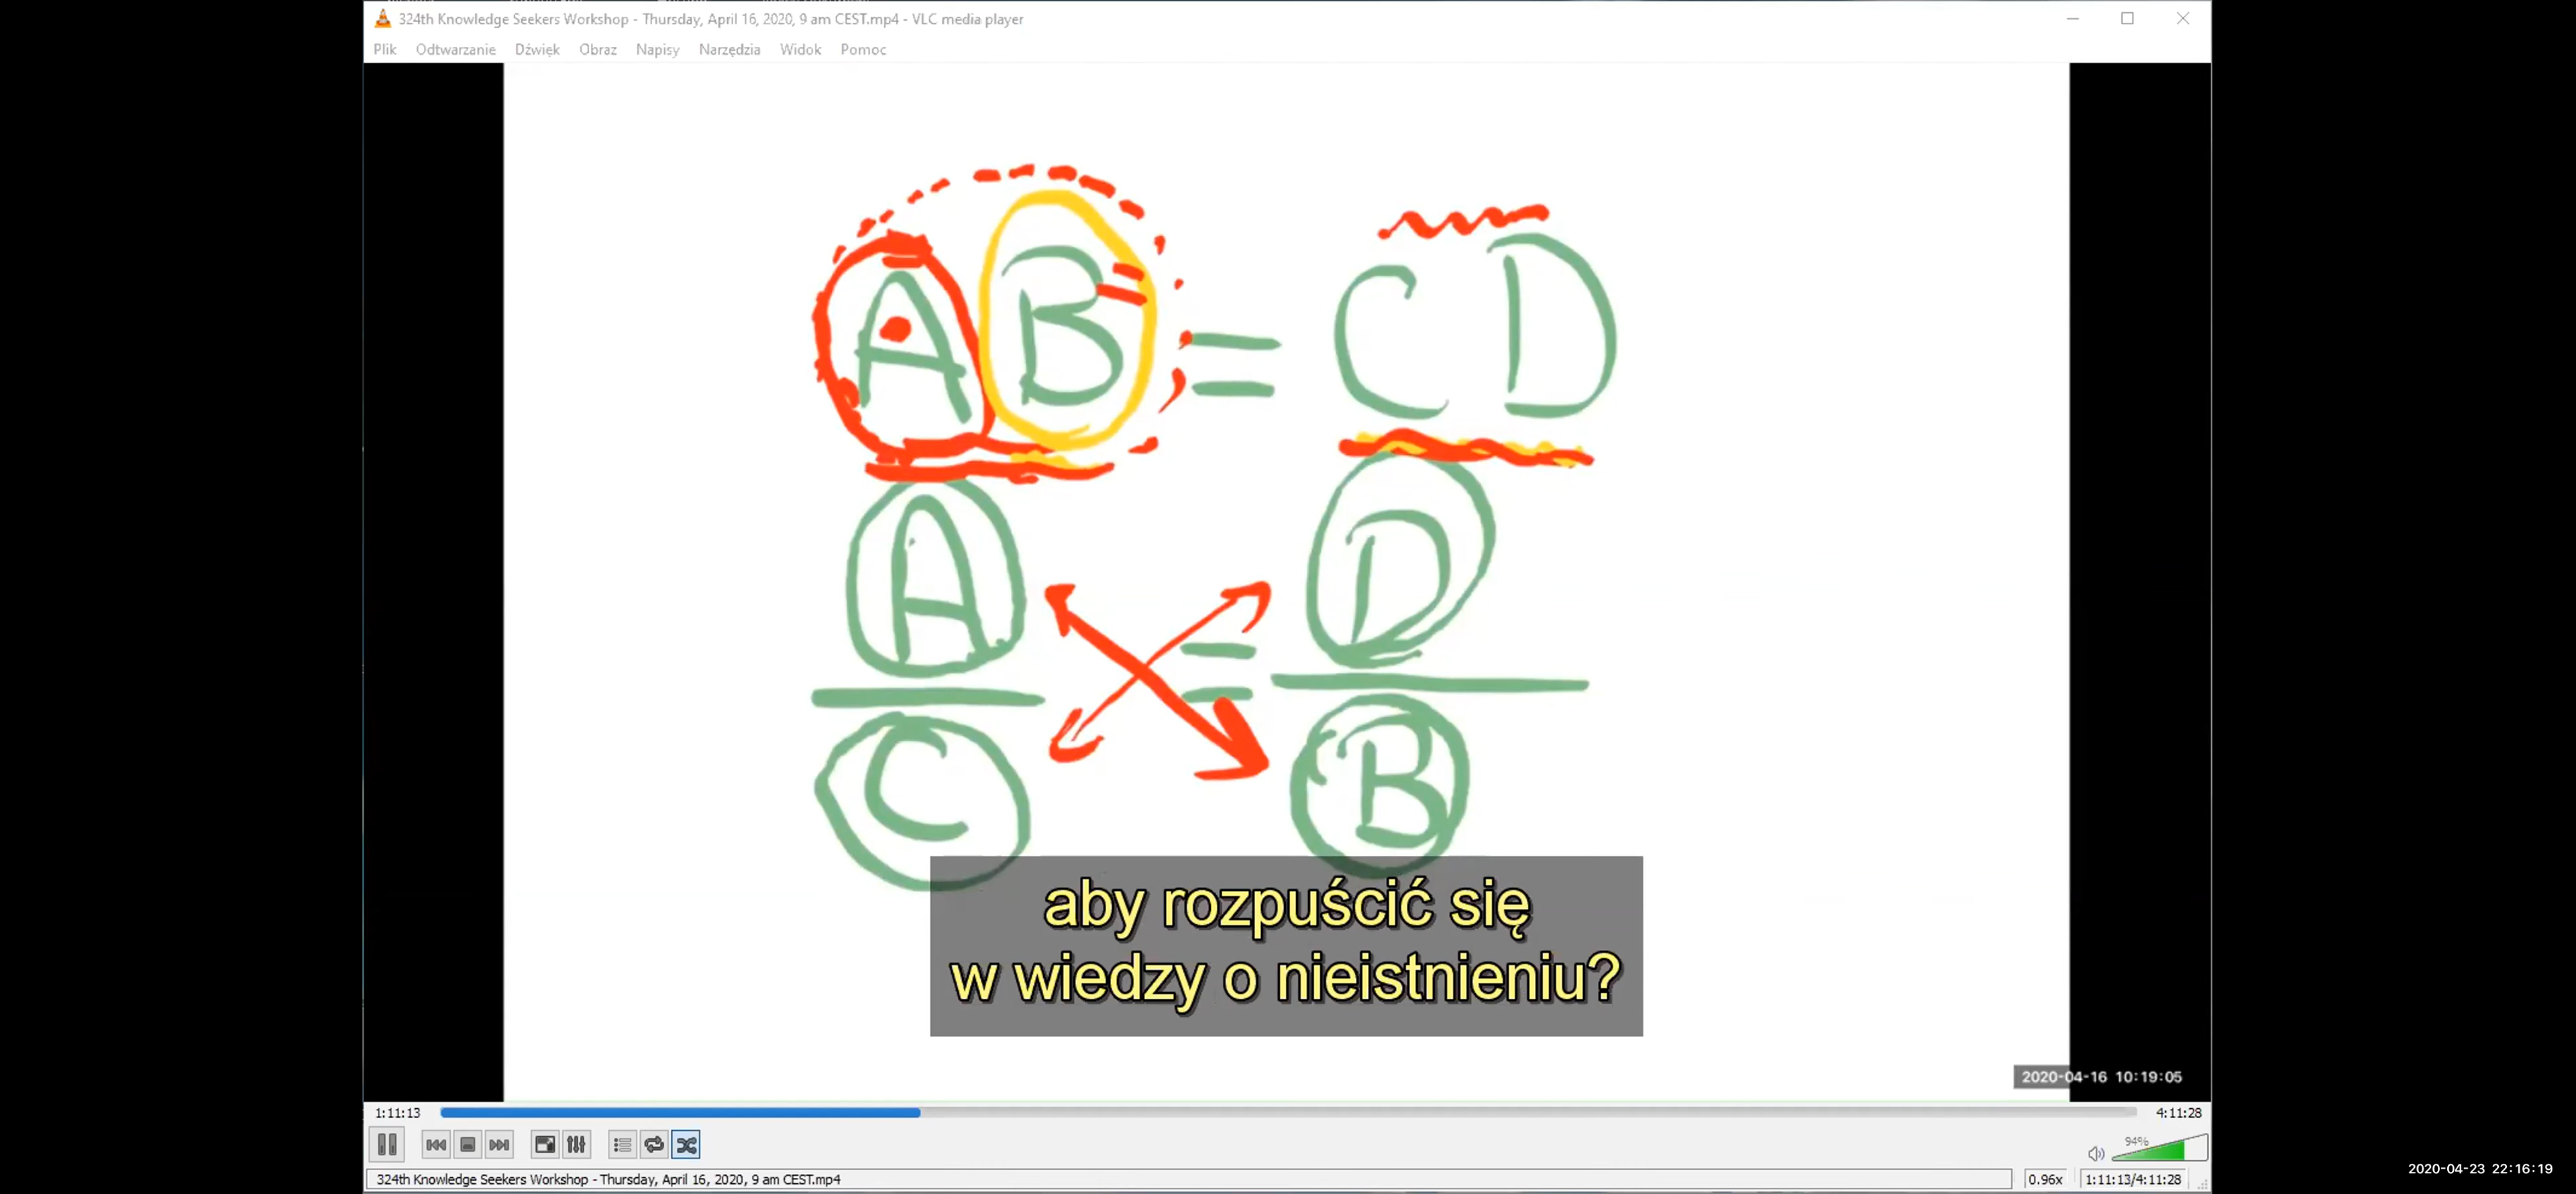 324th Knowledge Seekers Workshop - Thursday, April 16, 2020, 9 am CEST.mp4 - VLC media player
Plik Odtwarzanie Dźwięk Obraz Napisy Narzędzia Widok Pomoc
AB = CD
A = D
C B
aby rozpuścić się
w wiedzy o nieistnieniu?
2020-04-16 10:19:05
1:11:13 4:11:28
94%
2020-04-23 22:16:19
324th Knowledge Seekers Workshop - Thursday, April 16, 2020, 9 am CEST.mp4 0.96x 1:11:13/4:11:28